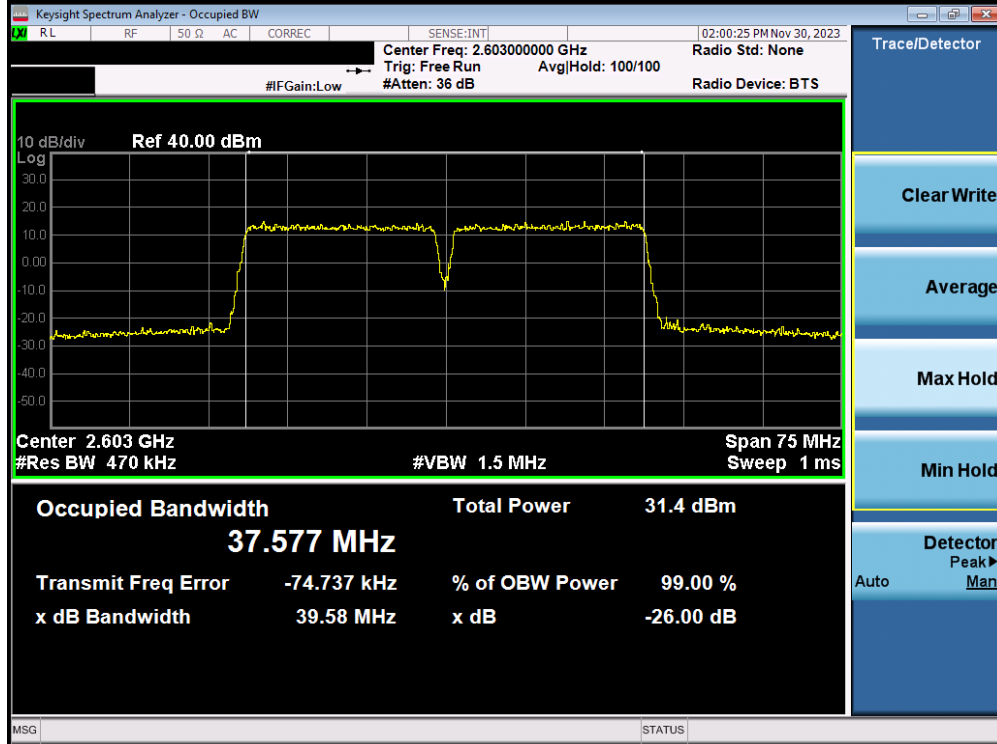 Keysight Spectrum Analyzer - Occupied BW
LXI RL RF 50 Ω AC CORREC SENSE:INT 02:00:25 PM Nov 30, 2023
Center Freq: 2.603000000 GHz Radio Std: None
Trig: Free Run Avg|Hold: 100/100
#IFGain:Low #Atten: 36 dB Radio Device: BTS
10 dB/div Ref 40.00 dBm
Log
30.0
20.0
10.0
0.00
-10.0
-20.0
-30.0
-40.0
-50.0
Center 2.603 GHz Span 75 MHz
#Res BW 470 kHz #VBW 1.5 MHz Sweep 1 ms
Occupied Bandwidth Total Power 31.4 dBm
37.577 MHz
Transmit Freq Error -74.737 kHz % of OBW Power 99.00 %
x dB Bandwidth 39.58 MHz x dB -26.00 dB
MSG STATUS
Trace/Detector
Clear Write
Average
Max Hold
Min Hold
Detector
Peak▶
Auto Man